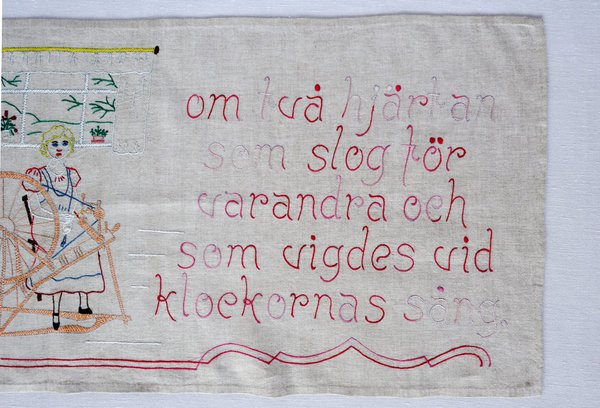 om två hjärtan
som slog för
varandra och
som vigdes vid
klockornas sång.